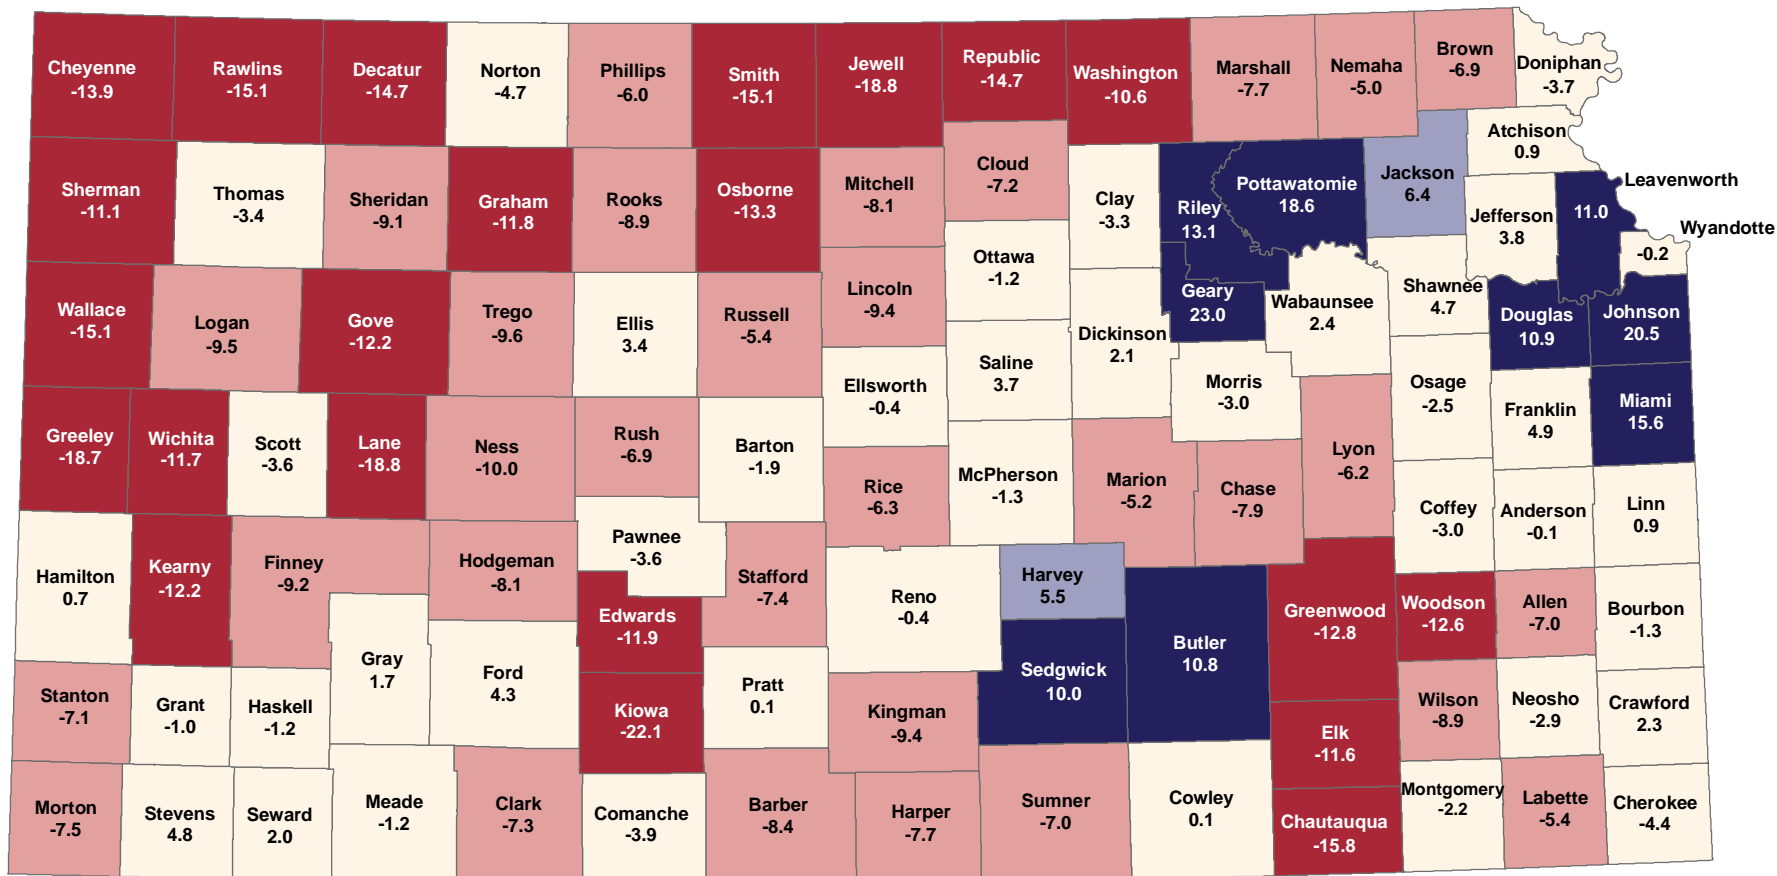 Cheyenne
-13.9
Rawlins
-15.1
Decatur
-14.7
Norton
-4.7
Phillips
-6.0
Smith
-15.1
Jewell
-18.8
Republic
-14.7
Washington
-10.6
Marshall
-7.7
Nemaha
-5.0
Brown
-6.9
Doniphan
-3.7
Atchison
0.9
Sherman
-11.1
Thomas
-3.4
Sheridan
-9.1
Graham
-11.8
Rooks
-8.9
Osborne
-13.3
Mitchell
-8.1
Cloud
-7.2
Clay
-3.3
Riley
13.1
Pottawatomie
18.6
Jackson
6.4
Jefferson
3.8
Leavenworth
11.0
Wyandotte
-0.2
Wallace
-15.1
Logan
-9.5
Gove
-12.2
Trego
-9.6
Ellis
3.4
Russell
-5.4
Lincoln
-9.4
Ottawa
-1.2
Dickinson
2.1
Geary
23.0
Wabaunsee
2.4
Shawnee
4.7
Douglas
10.9
Johnson
20.5
Ellsworth
-0.4
Saline
3.7
Morris
-3.0
Osage
-2.5
Franklin
4.9
Miami
15.6
Greeley
-18.7
Wichita
-11.7
Scott
-3.6
Lane
-18.8
Ness
-10.0
Rush
-6.9
Barton
-1.9
Rice
-6.3
McPherson
-1.3
Marion
-5.2
Chase
-7.9
Lyon
-6.2
Coffey
-3.0
Anderson
-0.1
Linn
0.9
Hamilton
0.7
Kearny
-12.2
Finney
-9.2
Hodgeman
-8.1
Pawnee
-3.6
Stafford
-7.4
Edwards
-11.9
Reno
-0.4
Harvey
5.5
Butler
10.8
Greenwood
-12.8
Woodson
-12.6
Allen
-7.0
Bourbon
-1.3
Stanton
-7.1
Grant
-1.0
Haskell
-1.2
Gray
1.7
Ford
4.3
Kiowa
-22.1
Pratt
0.1
Kingman
-9.4
Sedgwick
10.0
Elk
-11.6
Wilson
-8.9
Neosho
-2.9
Crawford
2.3
Morton
-7.5
Stevens
4.8
Seward
2.0
Meade
-1.2
Clark
-7.3
Comanche
-3.9
Barber
-8.4
Harper
-7.7
Sumner
-7.0
Cowley
0.1
Chautauqua
-15.8
Montgomery
-2.2
Labette
-5.4
Cherokee
-4.4